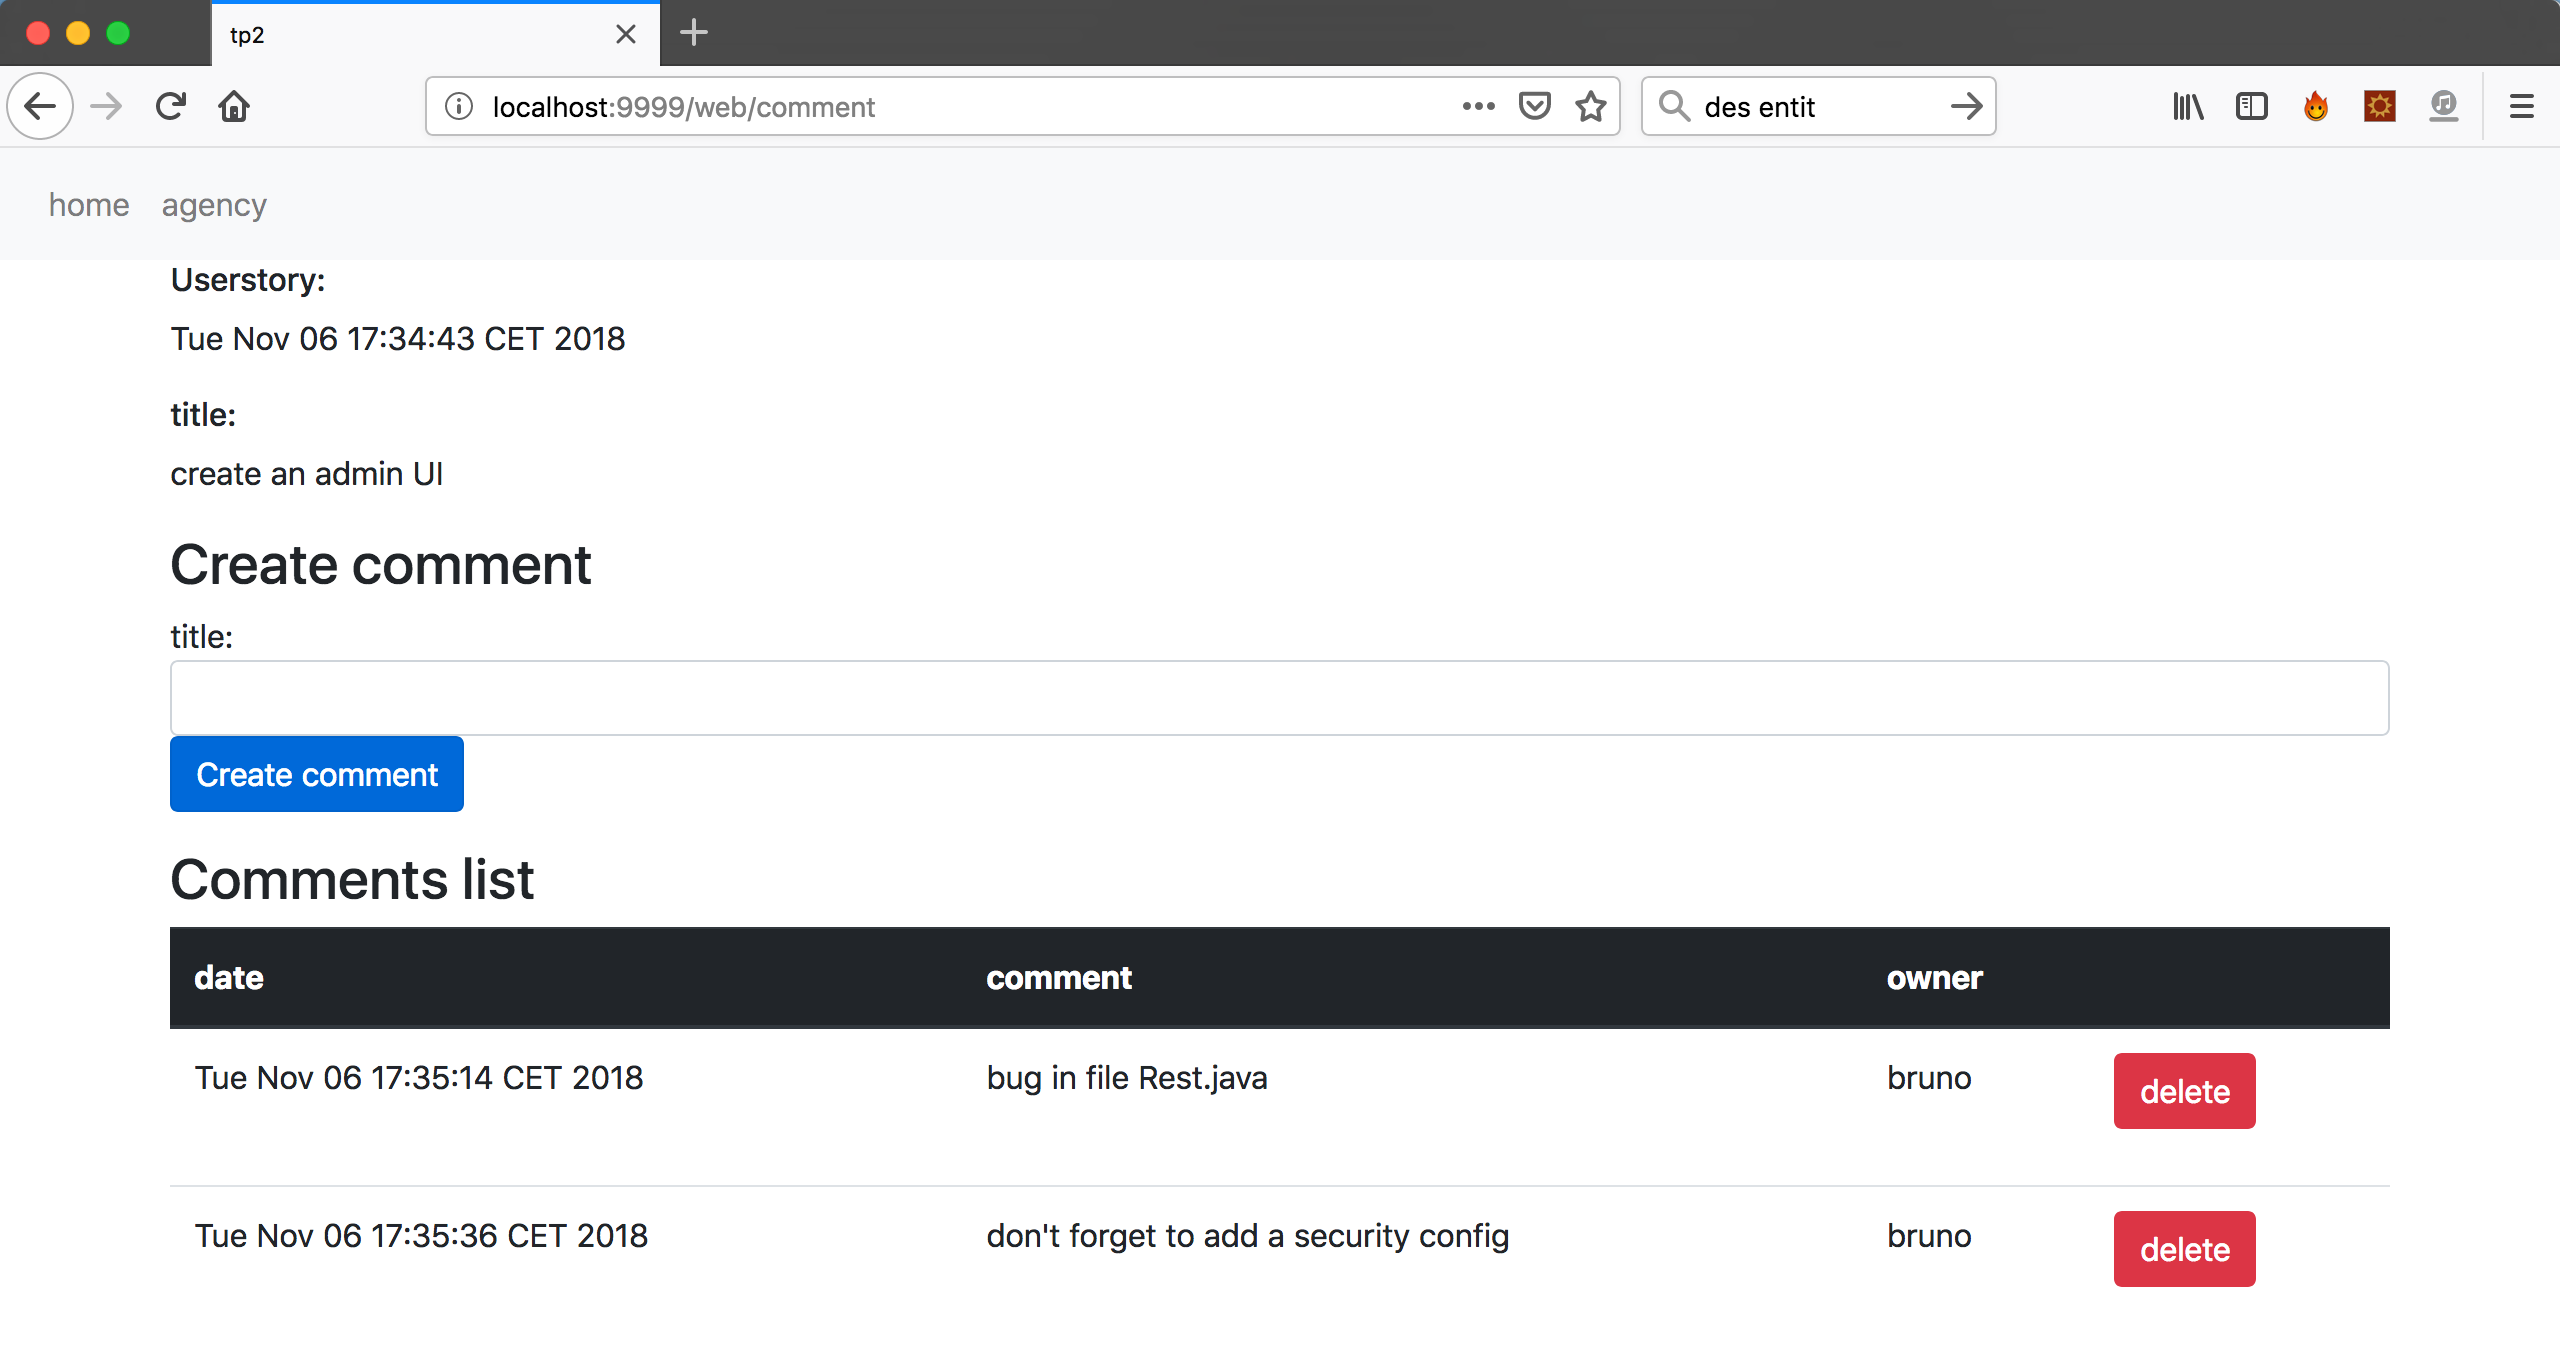 tp2
localhost:9999/web/comment
des entit
home agency
Userstory:
Tue Nov 06 17:34:43 CET 2018
title:
create an admin UI
Create comment
title:
Create comment
Comments list
date comment owner
Tue Nov 06 17:35:14 CET 2018 bug in file Rest.java bruno delete
Tue Nov 06 17:35:36 CET 2018 don't forget to add a security config bruno delete